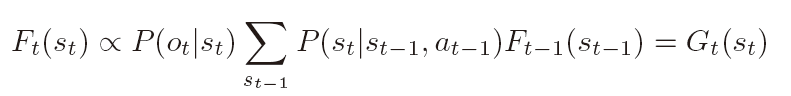 F_t(s_t) ∝ P(o_t|s_t) ∑_{s_{t−1}} P(s_t|s_{t−1}, a_{t−1})F_{t−1}(s_{t−1}) = G_t(s_t)